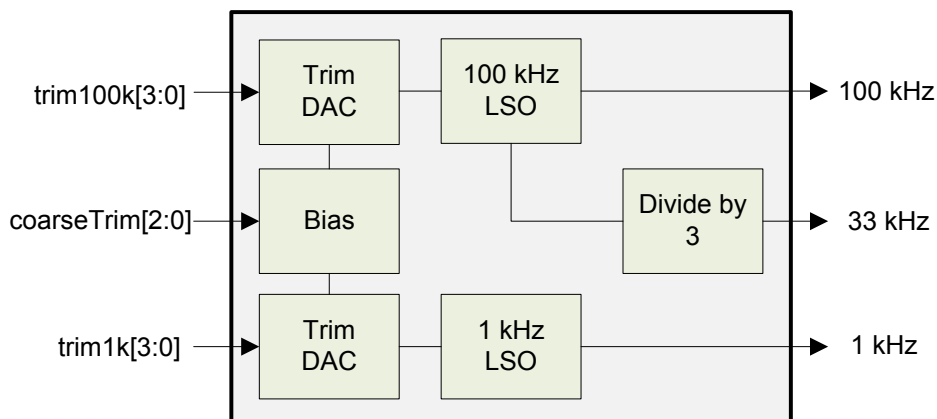 trim100k[3:0]
Trim
DAC
100 kHz
LSO
100 kHz
coarseTrim[2:0]
Bias
Divide by
3
33 kHz
trim1k[3:0]
Trim
DAC
1 kHz
LSO
1 kHz